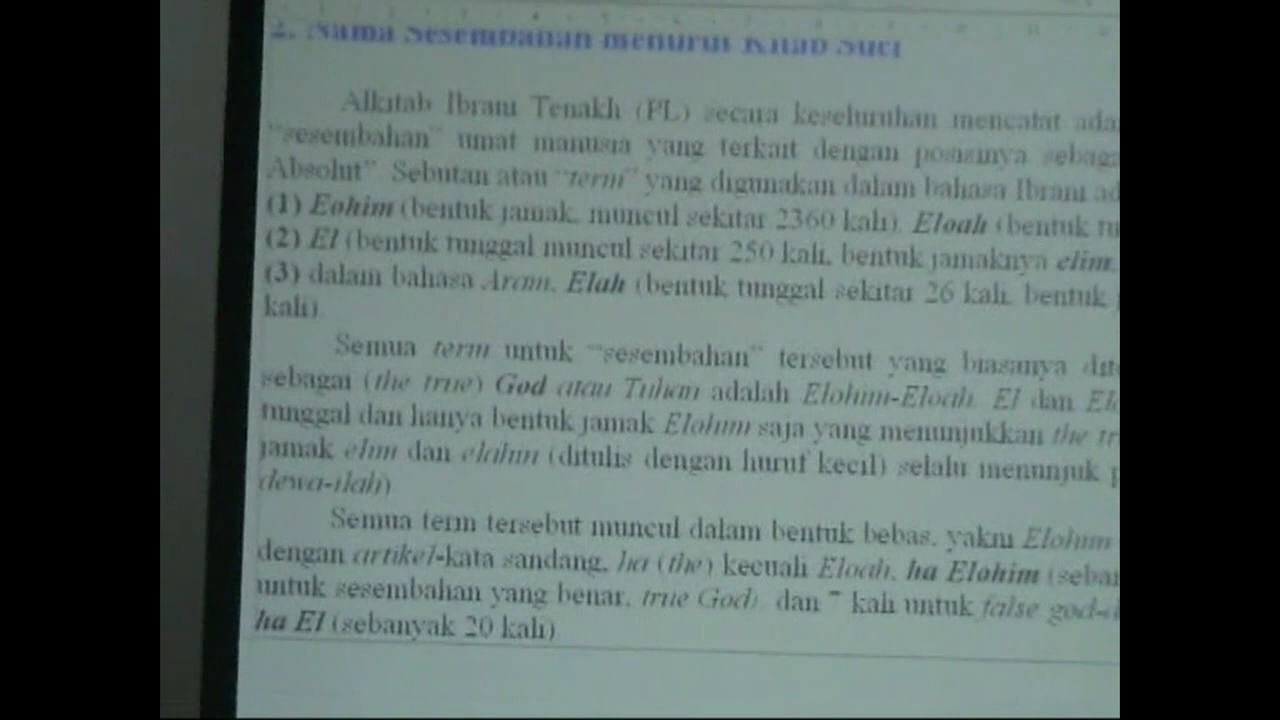 2. Nama Sesembahan menurut Kitab Suci
Alkitab Ibrani Tenakh (PL) secara keseluruhan mencatat ada
"sesembahan" umat manusia yang terkait dengan posisinya sebaga
Absolut" Sebutan atau "term" yang digunakan dalam bahasa Ibrani ad
(1) Eohim (bentuk jamak, muncul sekitar 2360 kali). Eloah (bentuk tu
(2) El (bentuk tunggal muncul sekitar 250 kali, bentuk jamaknya elim
(3) dalam bahasa Aram, Elah (bentuk tunggal sekitar 26 kali, bentuk
kali)
Semua term untuk "sesembahan" tersebut yang biasanya dit
sebagai (the true) God atau Tuhan adalah Elohim-Eloah. El dan El
tunggal dan hanya bentuk jamak Elohim saja yang menunjukkan the tr
jamak elim dan elahin (ditulis dengan huruf kecil) selalu menunjuk p
dewa-ilah)
Semua term tersebut muncul dalam bentuk bebas, yakni Elohim
dengan artikel-kata sandang, ha (the) kecuali Eloah, ha Elohim (seba
untuk sesembahan yang benar, true God), dan kali untuk false god-
ha El (sebanyak 20 kali)